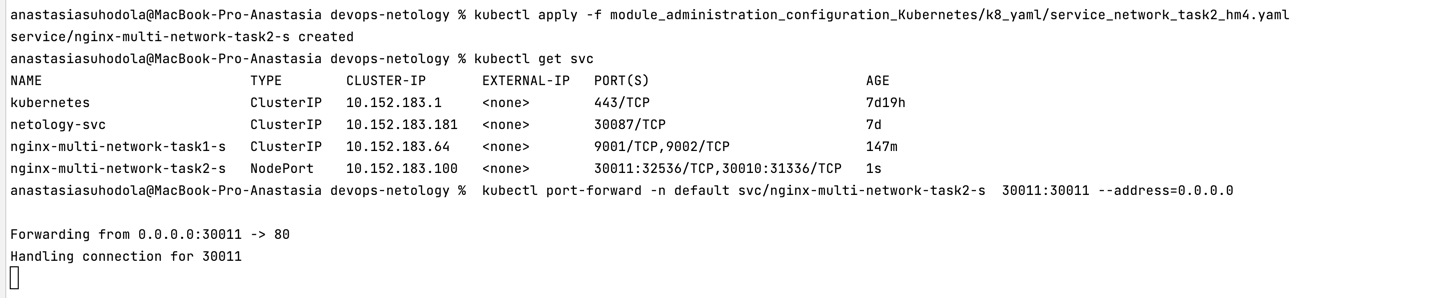 anastasiasuhodola@MacBook-Pro-Anastasia devops-netology % kubectl apply -f module_administration_configuration_Kubernetes/k8_yaml/service_network_task2_hm4.yaml
service/nginx-multi-network-task2-s created
anastasiasuhodola@MacBook-Pro-Anastasia devops-netology % kubectl get svc
NAME                          TYPE        CLUSTER-IP       EXTERNAL-IP   PORT(S)                           AGE
kubernetes                    ClusterIP   10.152.183.1     <none>        443/TCP                           7d19h
netology-svc                  ClusterIP   10.152.183.181   <none>        30087/TCP                         7d
nginx-multi-network-task1-s   ClusterIP   10.152.183.64    <none>        9001/TCP,9002/TCP                 147m
nginx-multi-network-task2-s   NodePort    10.152.183.100   <none>        30011:32536/TCP,30010:31336/TCP   1s
anastasiasuhodola@MacBook-Pro-Anastasia devops-netology %  kubectl port-forward -n default svc/nginx-multi-network-task2-s  30011:30011 --address=0.0.0.0
Forwarding from 0.0.0.0:30011 -> 80
Handling connection for 30011